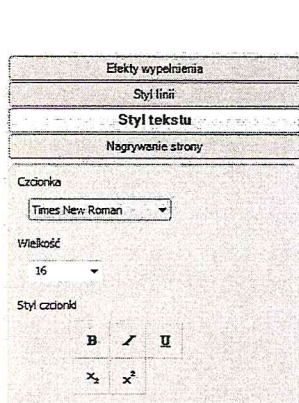 Efekty wypełnienia
Styl linii
Styl tekstu
Nagrywanie strony
Czcionka
Times New Roman
Wielkość
16
Styl czcionki
B I U
x₂ x²